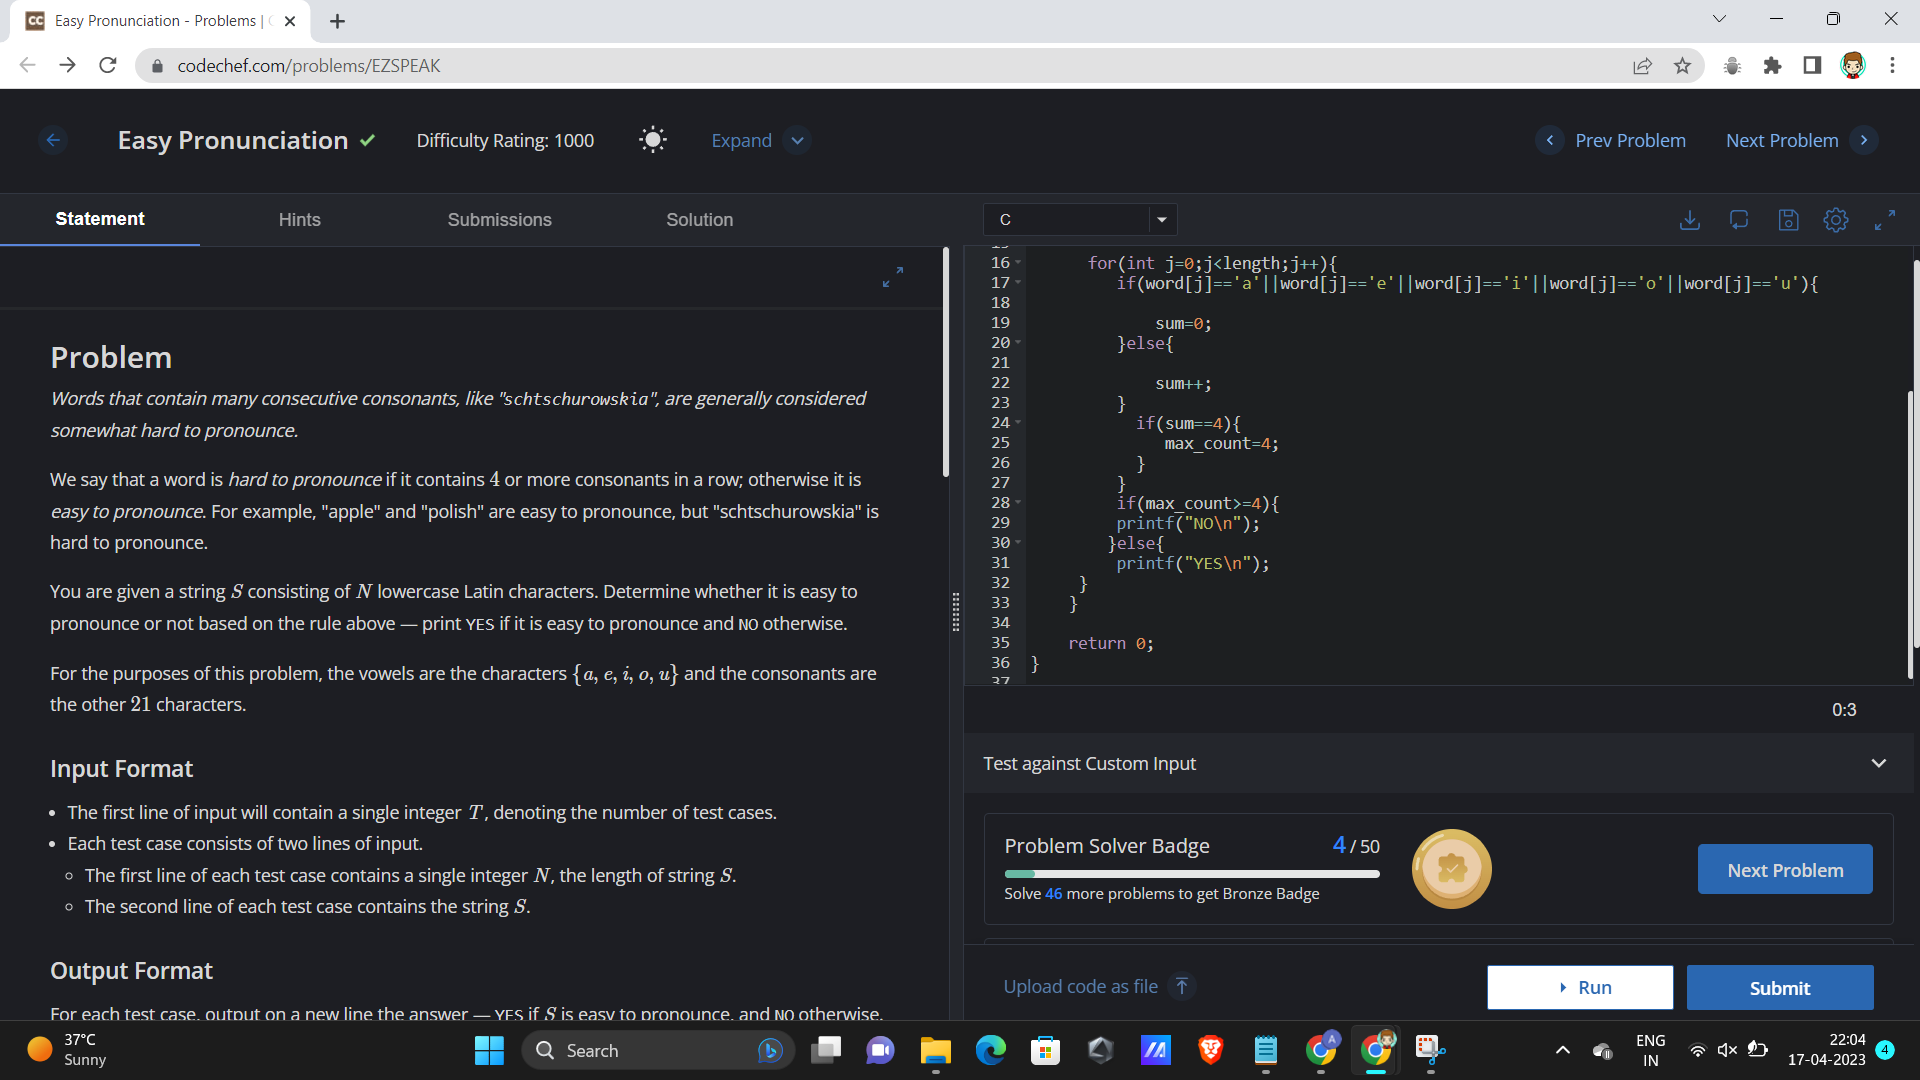 Easy Pronunciation - Problems |
codechef.com/problems/EZSPEAK
Easy Pronunciation
Difficulty Rating: 1000
Expand
Prev Problem
Next Problem
Statement
Hints
Submissions
Solution
C
Problem
Words that contain many consecutive consonants, like "schtschurowskia", are generally considered
somewhat hard to pronounce.
We say that a word is hard to pronounce if it contains 4 or more consonants in a row; otherwise it is
easy to pronounce. For example, "apple" and "polish" are easy to pronounce, but "schtschurowskia" is
hard to pronounce.
You are given a string S consisting of N lowercase Latin characters. Determine whether it is easy to
pronounce or not based on the rule above — print YES if it is easy to pronounce and NO otherwise.
For the purposes of this problem, the vowels are the characters {a, e, i, o, u} and the consonants are
the other 21 characters.
Input Format
• The first line of input will contain a single integer T, denoting the number of test cases.
• Each test case consists of two lines of input.
◦ The first line of each test case contains a single integer N, the length of string S.
◦ The second line of each test case contains the string S.
Output Format
For each test case, output on a new line the answer — YES if S is easy to pronounce, and NO otherwise.
16 for(int j=0;j<length;j++){
17 if(word[j]=='a'||word[j]=='e'||word[j]=='i'||word[j]=='o'||word[j]=='u'){
18
19 sum=0;
20 }else{
21
22 sum++;
23 }
24 if(sum==4){
25 max_count=4;
26 }
27 }
28 if(max_count>=4){
29 printf("NO\n");
30 }else{
31 printf("YES\n");
32 }
33 }
34
35 return 0;
36 }
37
0:3
Test against Custom Input
Problem Solver Badge
4 / 50
Solve 46 more problems to get Bronze Badge
Next Problem
Upload code as file
Run
Submit
37°C
Sunny
Search
ENG
IN
22:04
17-04-2023
4